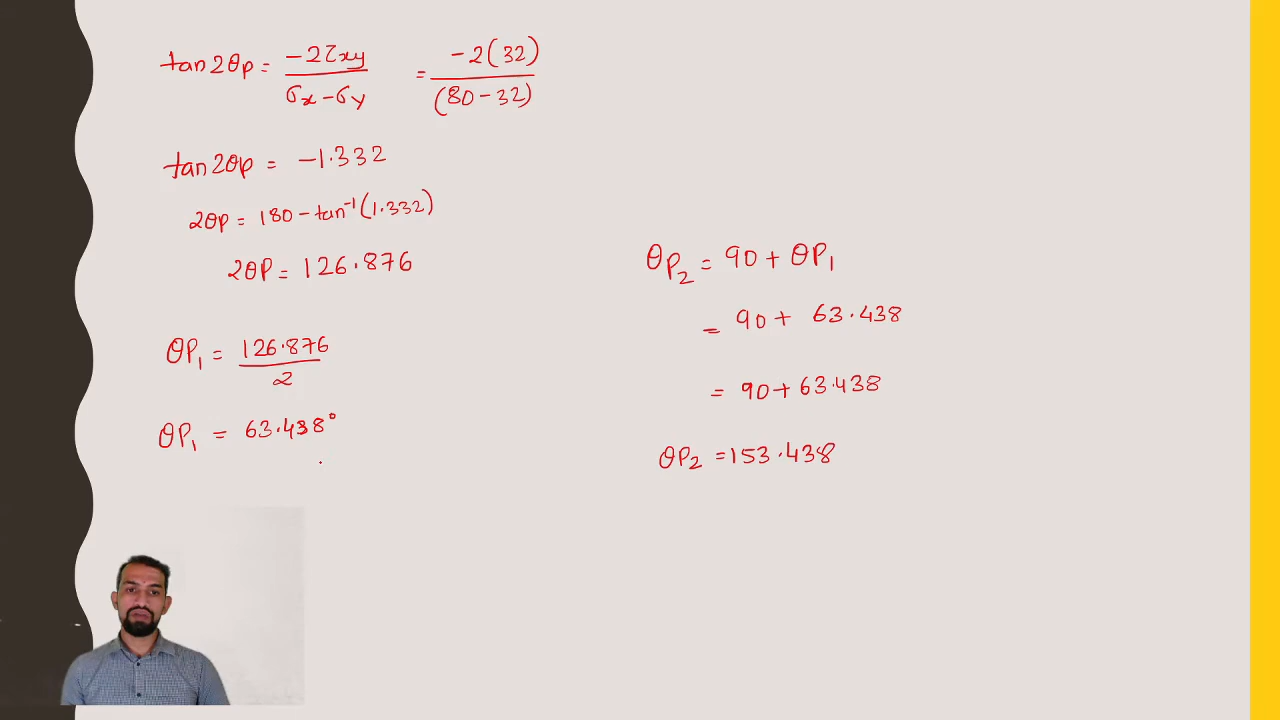 tan2θp = -2τxy / σx-σy = -2(32) / (80-32)
tan2θp = -1.332
2θp = 180 - tan⁻¹(1.332)
2θP = 126.876
θP₁ = 126.876 / 2
θP₁ = 63.438°
θP₂ = 90 + θP₁
= 90 + 63.438
= 90 + 63.438
θP₂ = 153.438